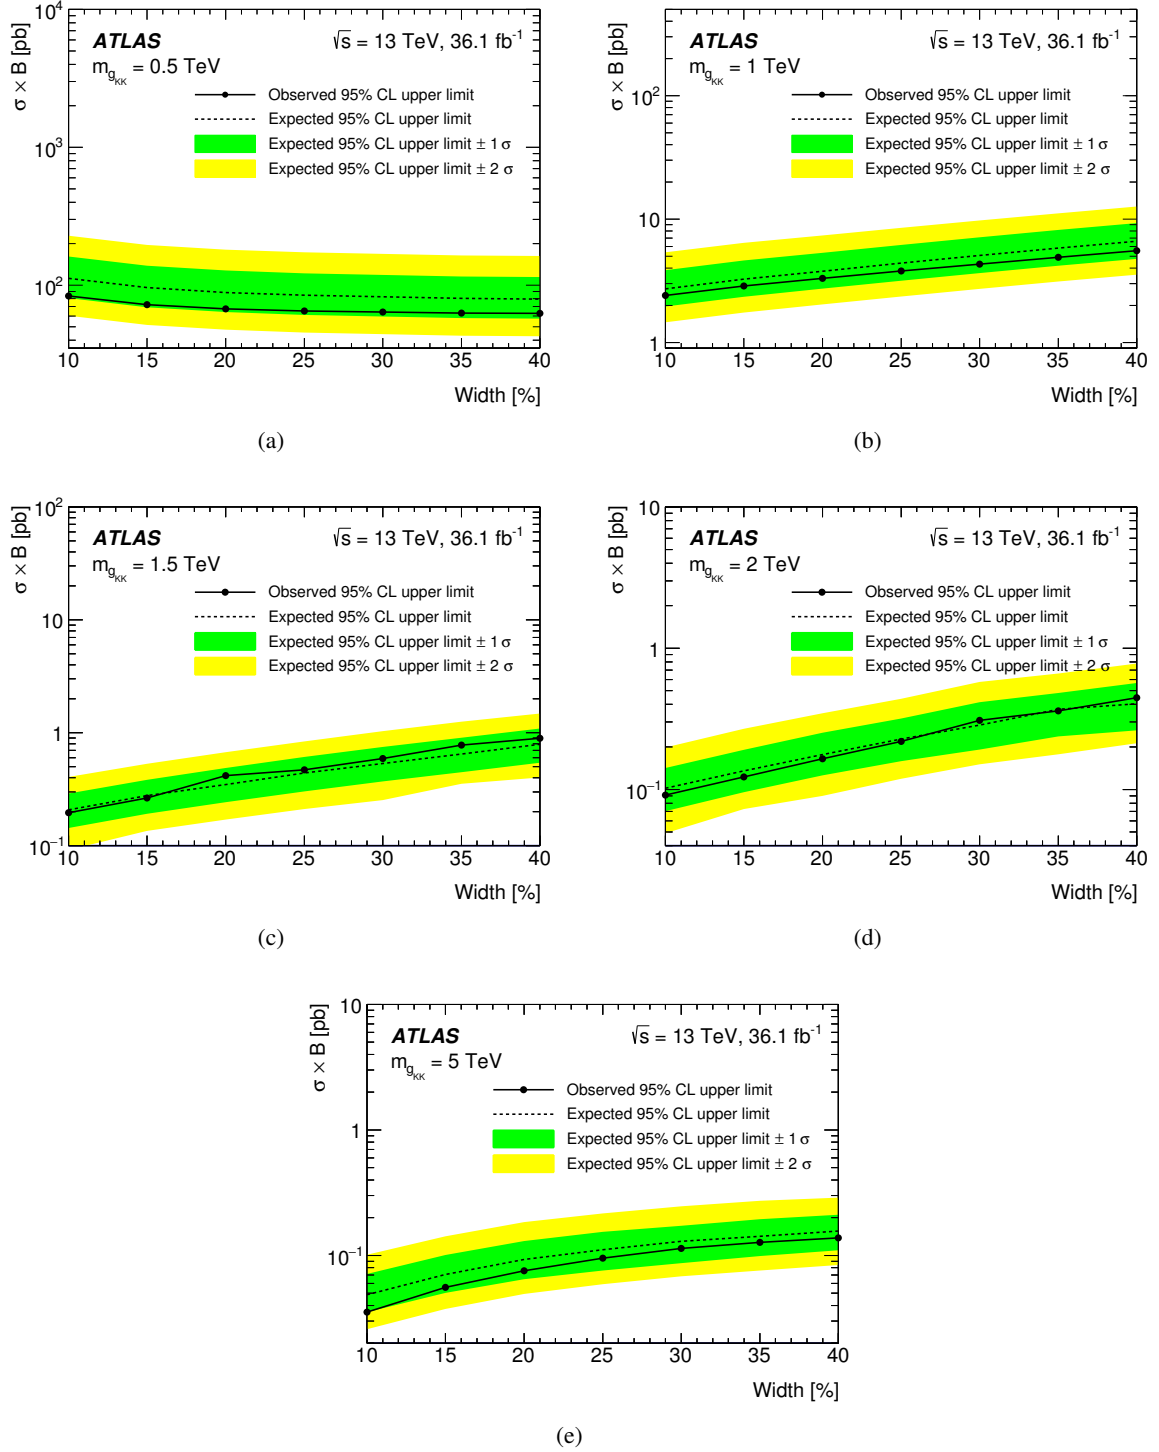 σ × B [pb]
10⁴
10³
10²
ATLAS
√s = 13 TeV, 36.1 fb⁻¹
m_gKK = 0.5 TeV
Observed 95% CL upper limit
Expected 95% CL upper limit
Expected 95% CL upper limit ± 1 σ
Expected 95% CL upper limit ± 2 σ
10 15 20 25 30 35 40
Width [%]
(a)
σ × B [pb]
10²
10
1
ATLAS
√s = 13 TeV, 36.1 fb⁻¹
m_gKK = 1 TeV
Observed 95% CL upper limit
Expected 95% CL upper limit
Expected 95% CL upper limit ± 1 σ
Expected 95% CL upper limit ± 2 σ
10 15 20 25 30 35 40
Width [%]
(b)
σ × B [pb]
10²
10
1
10⁻¹
ATLAS
√s = 13 TeV, 36.1 fb⁻¹
m_gKK = 1.5 TeV
Observed 95% CL upper limit
Expected 95% CL upper limit
Expected 95% CL upper limit ± 1 σ
Expected 95% CL upper limit ± 2 σ
10 15 20 25 30 35 40
Width [%]
(c)
σ × B [pb]
10
1
10⁻¹
ATLAS
√s = 13 TeV, 36.1 fb⁻¹
m_gKK = 2 TeV
Observed 95% CL upper limit
Expected 95% CL upper limit
Expected 95% CL upper limit ± 1 σ
Expected 95% CL upper limit ± 2 σ
10 15 20 25 30 35 40
Width [%]
(d)
σ × B [pb]
10
1
10⁻¹
ATLAS
√s = 13 TeV, 36.1 fb⁻¹
m_gKK = 5 TeV
Observed 95% CL upper limit
Expected 95% CL upper limit
Expected 95% CL upper limit ± 1 σ
Expected 95% CL upper limit ± 2 σ
10 15 20 25 30 35 40
Width [%]
(e)